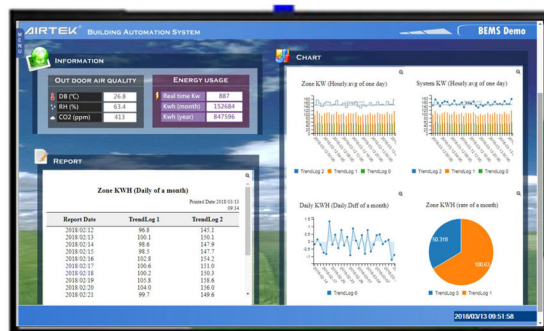 AIRTEK BUILDING AUTOMATION SYSTEM
BEMS Demo
MENU
INFORMATION
OUT DOOR AIR QUALITY
DB (℃) 26.8
RH (%) 63.4
CO2 (ppm) 413
ENERGY USAGE
Real time Kw 887
Kwh (month) 152684
Kwh (year) 847596
REPORT
Zone KWH (Daily of a month)
Printed Date:2018/03/13
09:34
Report Date TrendLog 1 TrendLog 2
2018/02/12 96.8 145.1
2018/02/13 100.1 150.1
2018/02/14 98.6 147.9
2018/02/15 98.5 147.7
2018/02/16 102.8 154.2
2018/02/17 100.6 151.0
2018/02/18 100.2 150.3
2018/02/19 105.8 158.6
2018/02/20 104.0 156.0
2018/02/21 99.7 149.6
CHART
Zone KW (Hourly.avg of one day)
TrendLog 2 TrendLog 1 TrendLog 0
System KW (Hourly.avg of one day)
TrendLog 2 TrendLog 1 TrendLog 0
Daily KWH (Daily.Diff of a month)
TrendLog 0
Zone KWH (rate of a month)
50.318
100.63
TrendLog 0 TrendLog 1
2018/03/13 09:51:58